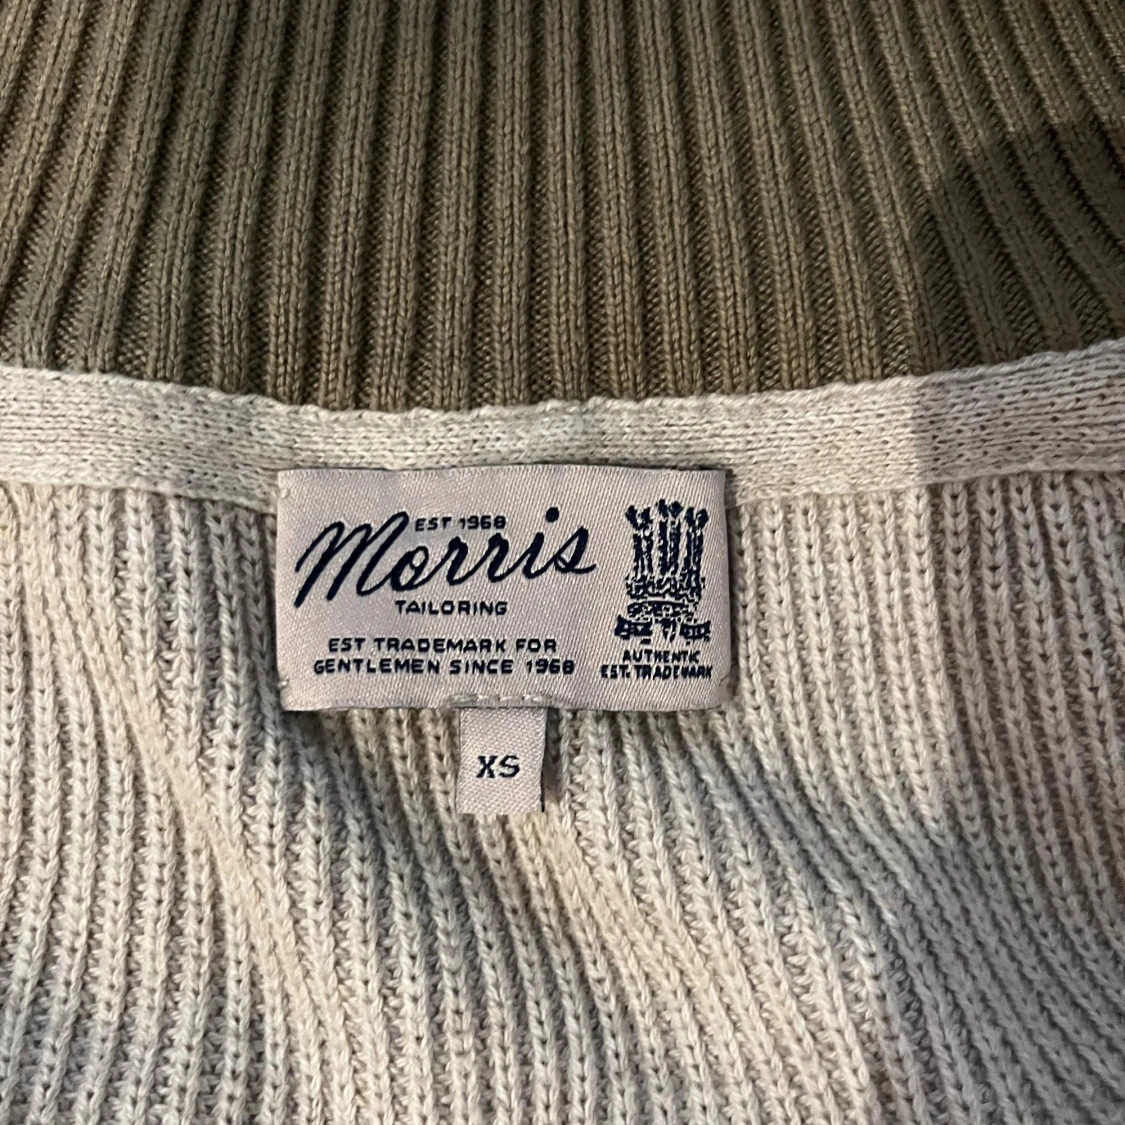 EST 1968
Morris
TAILORING
EST TRADEMARK FOR
GENTLEMEN SINCE 1968
AUTHENTIC
EST. TRADEMARK
XS